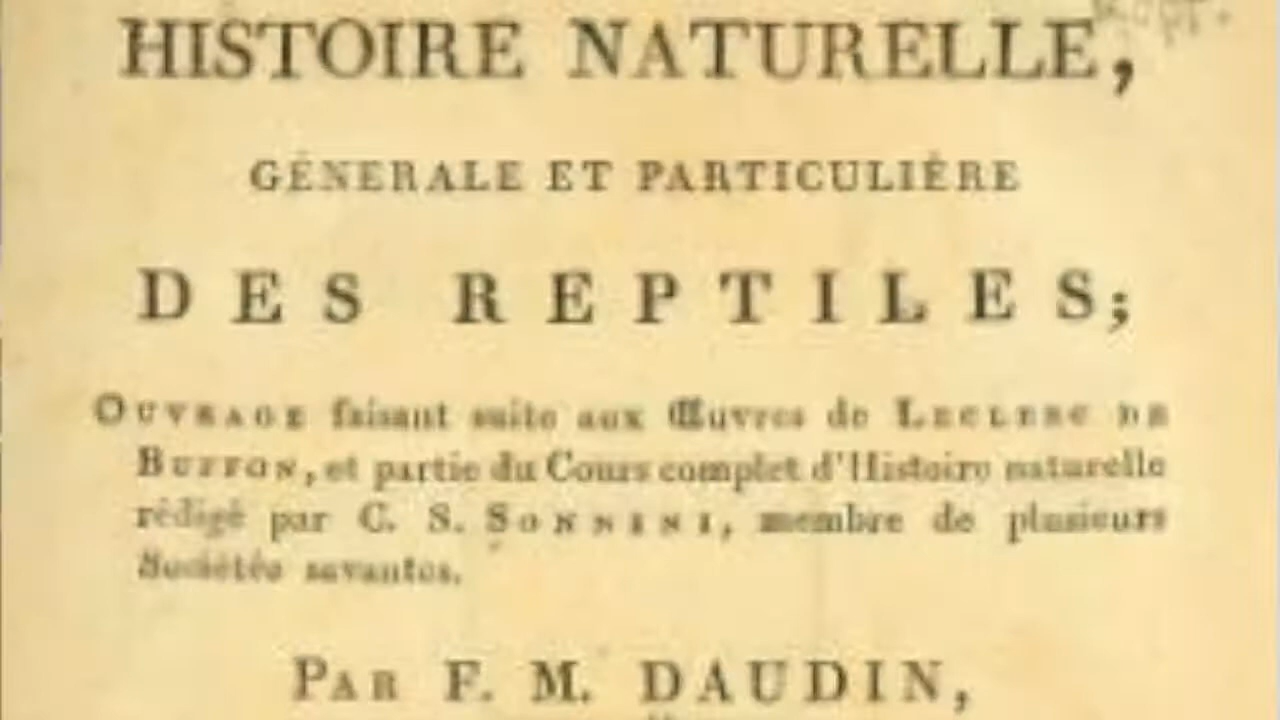 HISTOIRE NATURELLE,
GÉNÉRALE ET PARTICULIÈRE
DES REPTILES;
OUVRAGE faisant suite aux Œuvres de LECLERC DE
BUFFON, et partie du Cours complet d'Histoire naturelle
rédigé par C. S. SONNINI, membre de plusieurs
Sociétés savantes.
PAR F. M. DAUDIN,